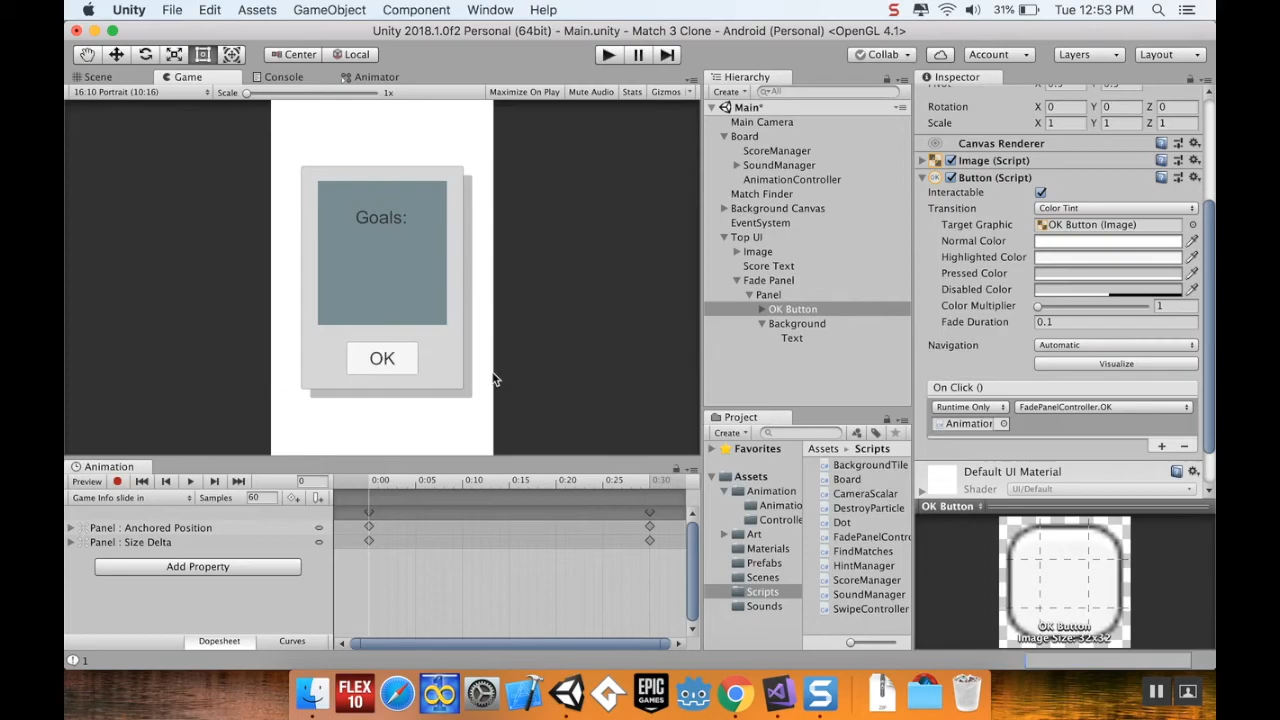 Unity File Edit Assets GameObject Component Window Help 31% Tue 12:53 PM
Unity 2018.1.0f2 Personal (64bit) - Main.unity - Match 3 Clone - Android (Personal) <OpenGL 4.1>
Center Local Collab Account Layers Layout
Scene Game Console Animator
16:10 Portrait (10:16) Scale 1x Maximize On Play Mute Audio Stats Gizmos
Goals:
OK
Hierarchy
Create All
Main*
Main Camera
Board
ScoreManager
SoundManager
AnimationController
Match Finder
Background Canvas
EventSystem
Top UI
Image
Score Text
Fade Panel
Panel
OK Button
Background
Text
Inspector
Rotation X 0 Y 0 Z 0
Scale X 1 Y 1 Z 1
Canvas Renderer
Image (Script)
Button (Script)
Interactable
Transition Color Tint
Target Graphic OK Button (Image)
Normal Color
Highlighted Color
Pressed Color
Disabled Color
Color Multiplier 1
Fade Duration 0.1
Navigation Automatic
Visualize
On Click ()
Runtime Only FadePanelController.OK
Animation
+ −
Default UI Material
Shader UI/Default
OK Button
OK Button
Image Size: 32x32
Animation
Preview 0 0:00 0:05 0:10 0:15 0:20 0:25 0:30
Game Info slide in Samples 60
Panel : Anchored Position
Panel : Size Delta
Add Property
Dopesheet Curves
1
Project
Create
Favorites
Assets
Animation
Animatio
Controlle
Art
Materials
Prefabs
Scenes
Scripts
Sounds
Assets Scripts
BackgroundTile
Board
CameraScalar
DestroyParticle
Dot
FadePanelContro
FindMatches
HintManager
ScoreManager
SoundManager
SwipeController
FLEX
10
EPIC
GAMES
ZIP